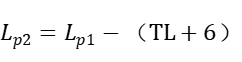 L_{p2} = L_{p1} - （TL + 6）